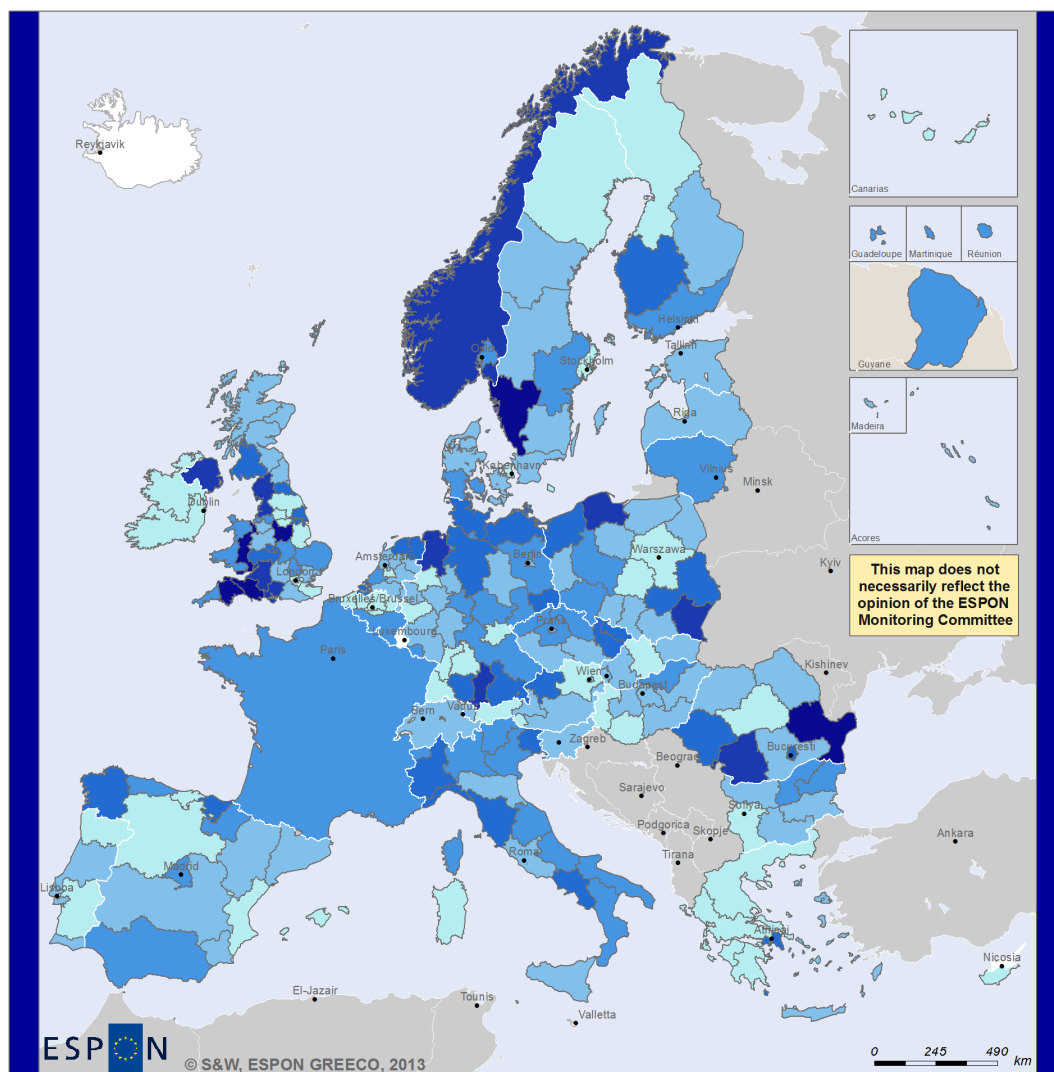 Reykjavik
Canarias
Guadeloupe
Martinique
Réunion
Guyane
Helsinki
Tallinn
Oslo
Stockholm
Madeira
Riga
Acores
København
Vilnius
Minsk
Dublin
Amsterdam
Berlin
Warszawa
London
Kyiv
Bruxelles/Brussel
This map does not
necessarily reflect the
opinion of the ESPON
Monitoring Committee
Praha
Luxembourg
Paris
Kishinev
Wien
Budapest
Bern
Vaduz
Zagreb
Bucuresti
Beograd
Sarajevo
Sofiya
Podgorica
Skopje
Ankara
Roma
Tirana
Madrid
Lisboa
Athinai
Nicosia
El-Jazair
Tounis
Valletta
ESPON
© S&W, ESPON GREECO, 2013
0 245 490 km